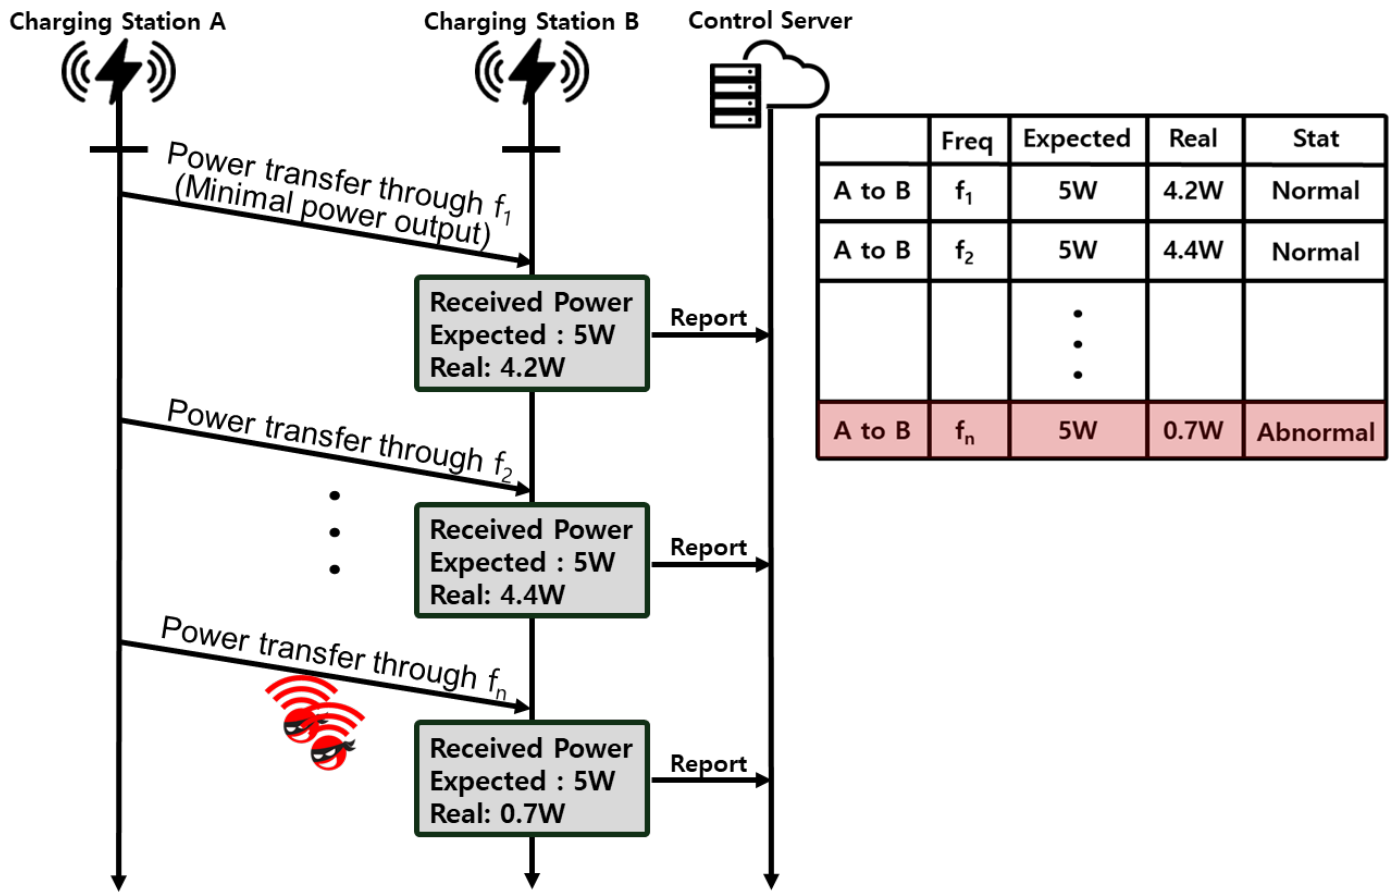 Charging Station A
Charging Station B
Control Server
Power transfer through f1
(Minimal power output)
Received Power
Expected : 5W
Real: 4.2W
Report
Power transfer through f2
Received Power
Expected : 5W
Real: 4.4W
Report
Power transfer through fn
Received Power
Expected : 5W
Real: 0.7W
Report
Freq Expected Real Stat
A to B f1 5W 4.2W Normal
A to B f2 5W 4.4W Normal
A to B fn 5W 0.7W Abnormal